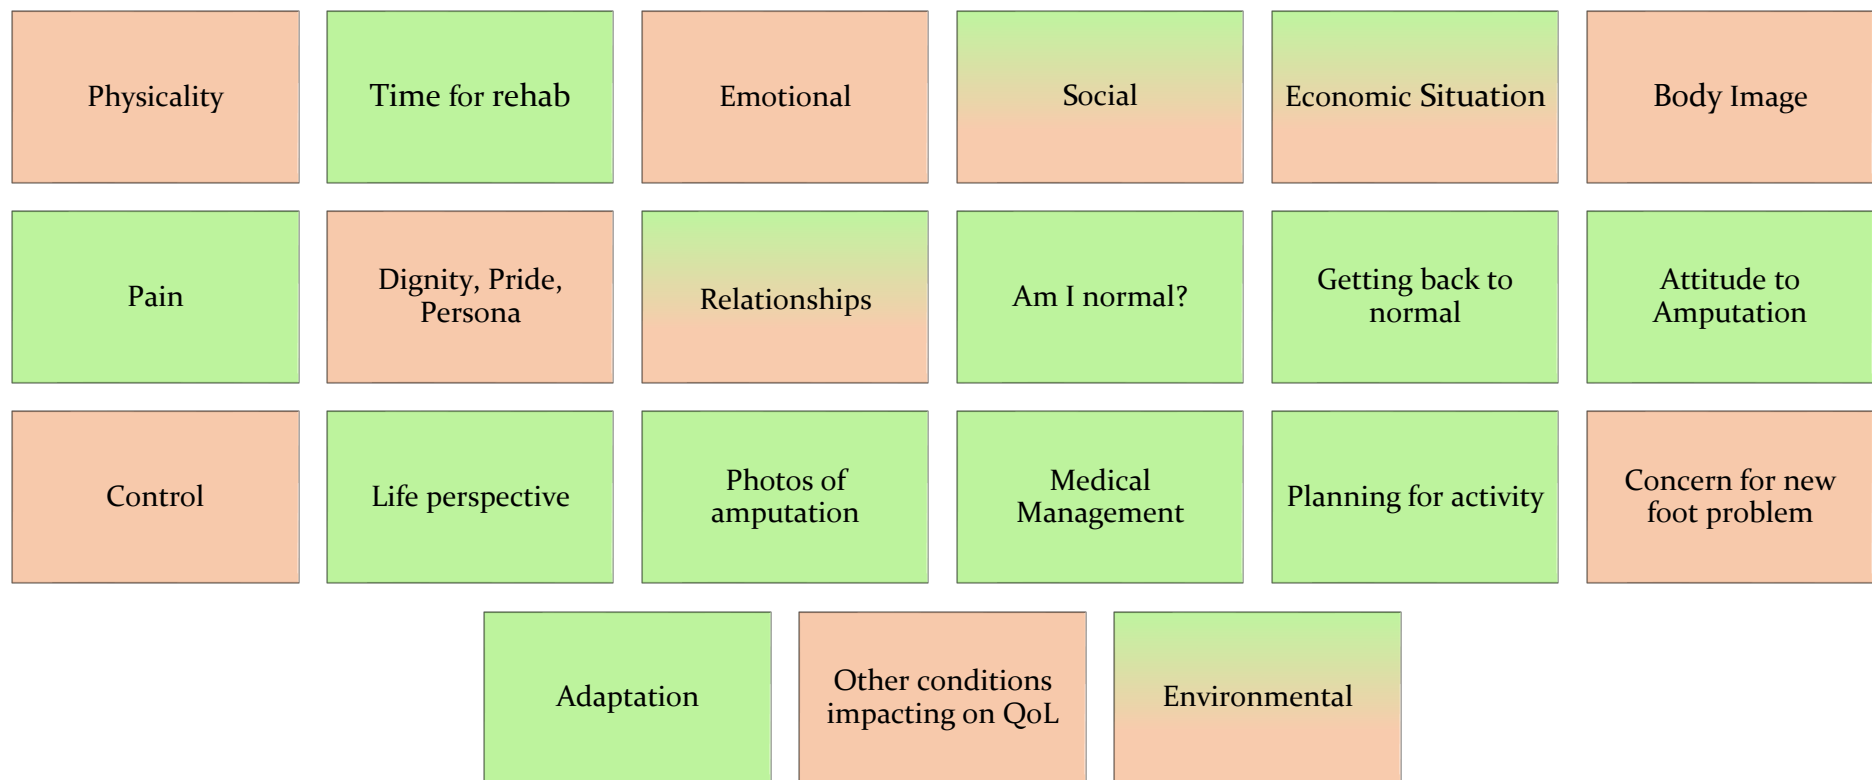 Physicality
Time for rehab
Emotional
Social
Economic Situation
Body Image
Pain
Dignity, Pride,
Persona
Relationships
Am I normal?
Getting back to
normal
Attitude to
Amputation
Control
Life perspective
Photos of
amputation
Medical
Management
Planning for activity
Concern for new
foot problem
Adaptation
Other conditions
impacting on QoL
Environmental